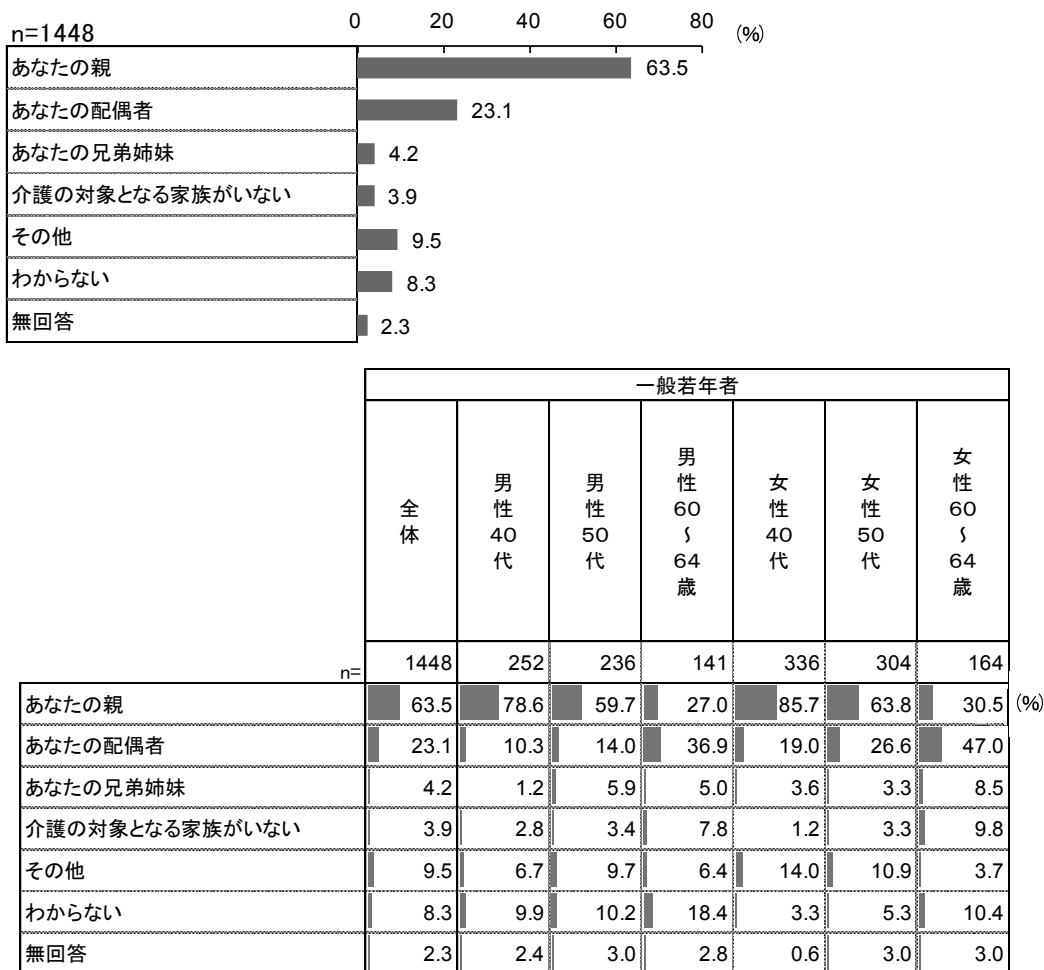 0 20 40 60 80 (%)
n=1448
あなたの親 63.5
あなたの配偶者 23.1
あなたの兄弟姉妹 4.2
介護の対象となる家族がいない 3.9
その他 9.5
わからない 8.3
無回答 2.3
一般若年者
全体 男性40代 男性50代 男性60~64歳 女性40代 女性50代 女性60~64歳
n= 1448 252 236 141 336 304 164
あなたの親 63.5 78.6 59.7 27.0 85.7 63.8 30.5 (%)
あなたの配偶者 23.1 10.3 14.0 36.9 19.0 26.6 47.0
あなたの兄弟姉妹 4.2 1.2 5.9 5.0 3.6 3.3 8.5
介護の対象となる家族がいない 3.9 2.8 3.4 7.8 1.2 3.3 9.8
その他 9.5 6.7 9.7 6.4 14.0 10.9 3.7
わからない 8.3 9.9 10.2 18.4 3.3 5.3 10.4
無回答 2.3 2.4 3.0 2.8 0.6 3.0 3.0